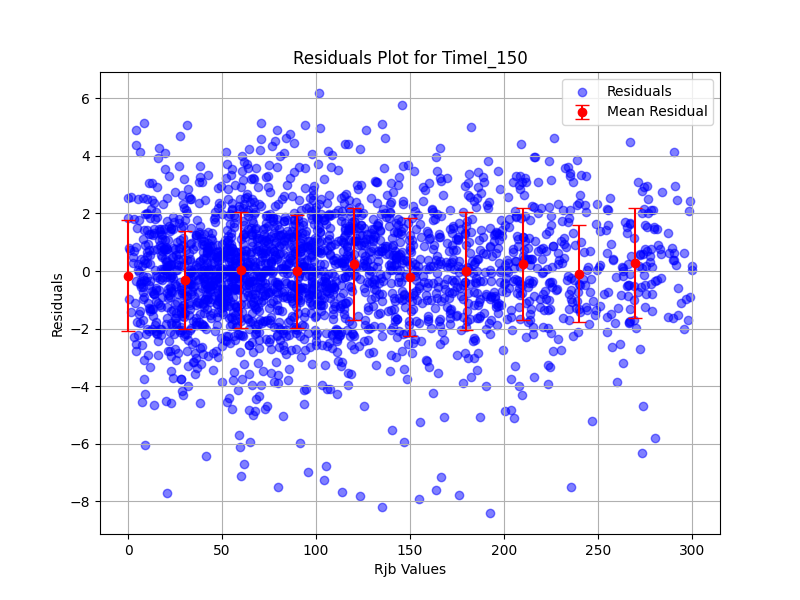 Residuals Plot for TimeI_150
Residuals
Mean Residual
Residuals
6
4
2
0
−2
−4
−6
−8
0 50 100 150 200 250 300
Rjb Values